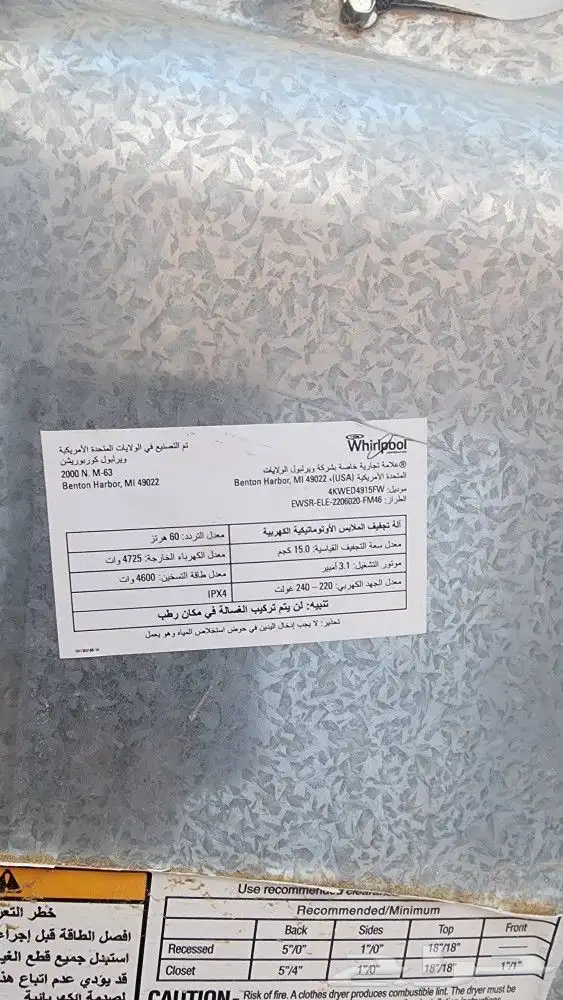 Whirlpool
CORPORATION
®علامة تجارية خاصة بشركة ويرلبول الولايات
المتحدة الأمريكية (USA)، Benton Harbor, MI 49022
موديل: 4KWED4915FW
الطراز: EWSR-ELE-2206020-FM46
تم التصنيع في الولايات المتحدة الأمريكية
ويرلبول كوربوريشن
2000 N. M-63
Benton Harbor, MI 49022
آلة تجفيف الملابس الأوتوماتيكية الكهربية
معدل التردد: 60 هرتز
معدل سعة التجفيف القياسية: 15.0 كجم
معدل الكهرباء الخارجة: 4725 وات
موتور التشغيل: 3.1 أمبير
معدل طاقة التسخين: 4600 وات
معدل الجهد الكهربي: 220 – 240 فولت
IPX4
تنبيه: لن يتم تركيب الغسالة في مكان رطب
تحذير: لا يجب إدخال اليدين في حوض استخلاص المياه وهو يعمل
خطر
افصل الطاقة قبل
استبدل جميع قطع
قد يؤدي عدم اتباع
Use recommended
Recommended/Minimum
Back Sides Top Front
Recessed 5"/0" 1"/0" 18"/18" ——
Closet 5"/4" 1"/0" 18"/18" 1"/1"
CAUTION- Risk of fire. A clothes dryer produces combustible lint. The dryer must be